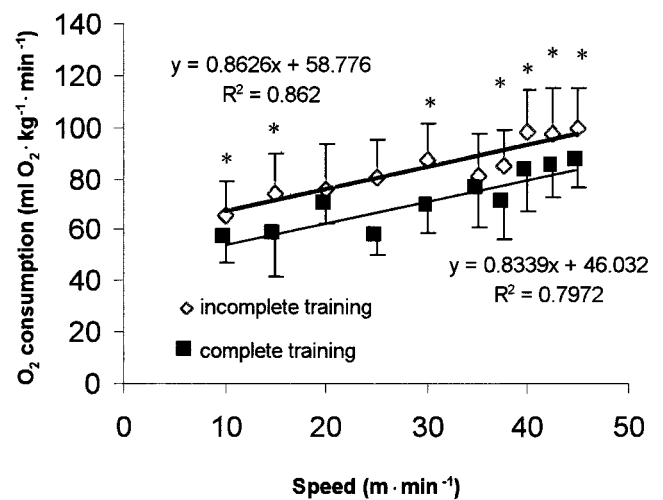 140
120
100
80
60
40
20
0
O₂ consumption (ml O₂ · kg⁻¹ · min⁻¹)
y = 0.8626x + 58.776
R² = 0.862
* * * * * * *
y = 0.8339x + 46.032
R² = 0.7972
incomplete training
complete training
0 10 20 30 40 50
Speed (m · min⁻¹)